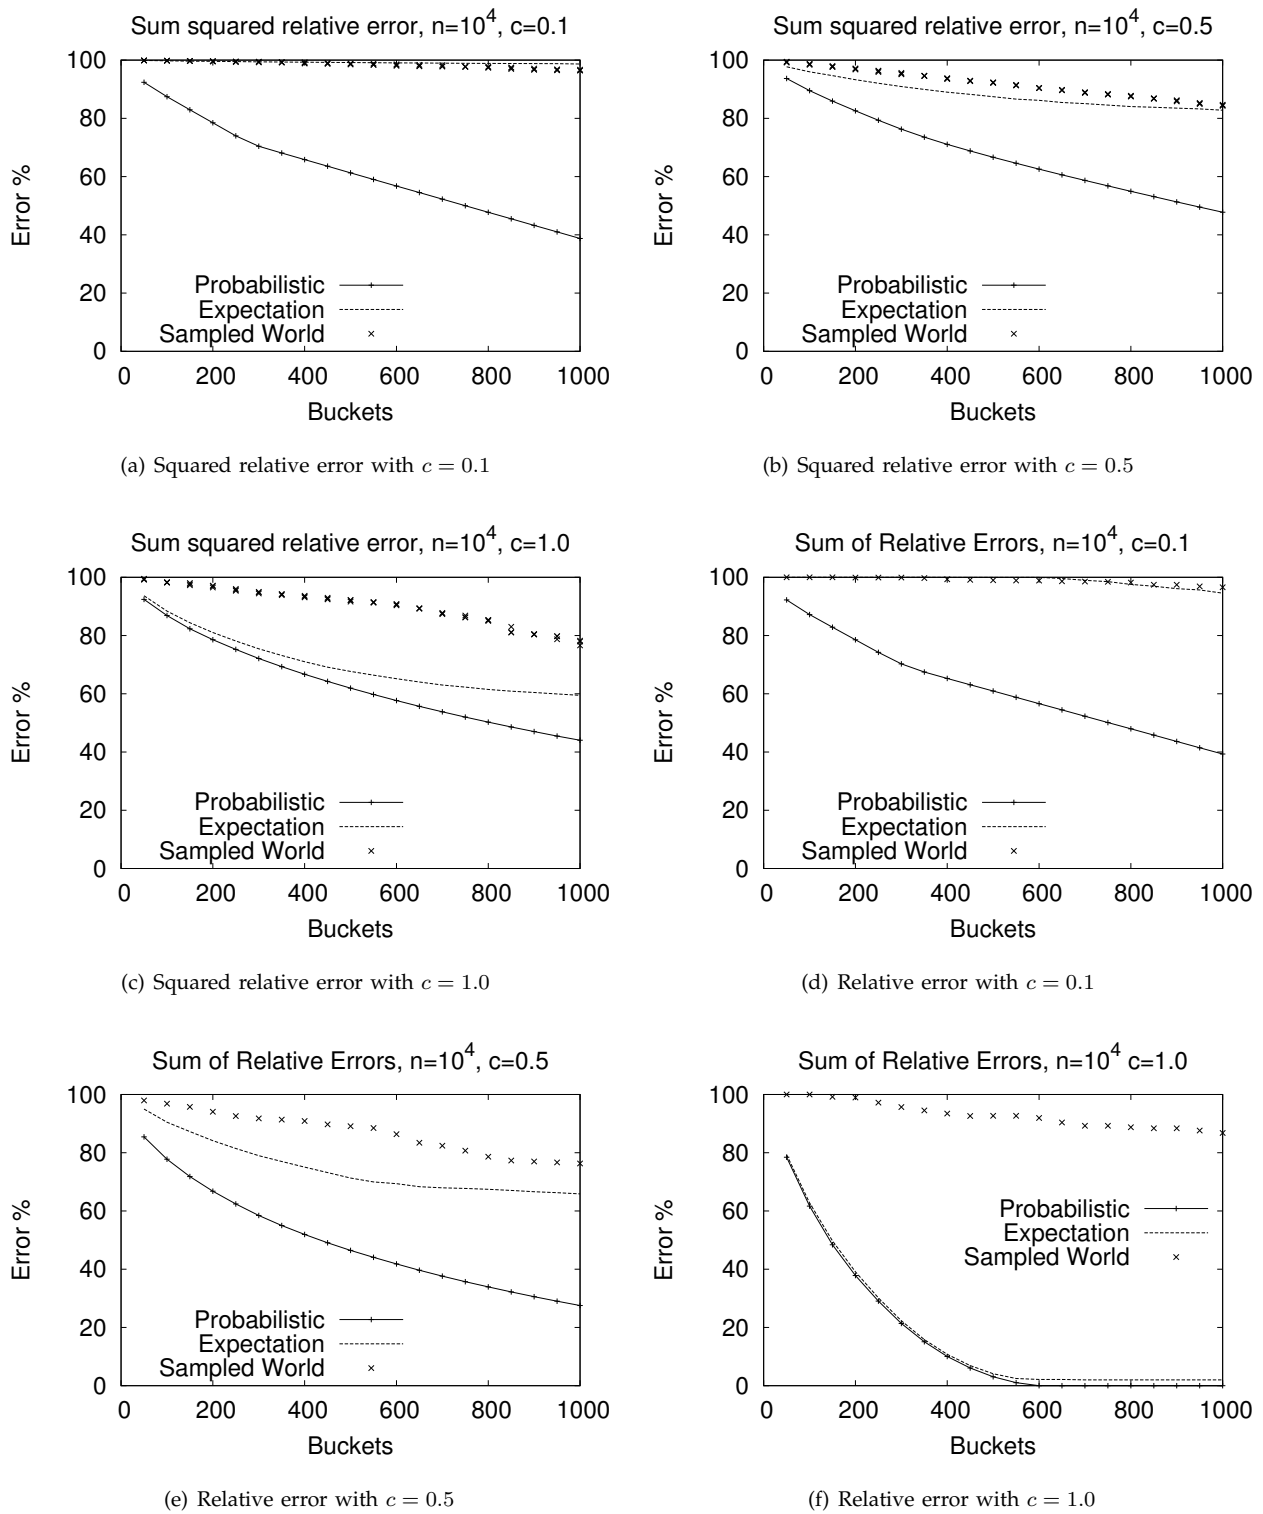 Sum squared relative error, n=10^4, c=0.1
100
80
60
40
20
0
Error %
Probabilistic
Expectation
Sampled World
0 200 400 600 800 1000
Buckets
(a) Squared relative error with c = 0.1
Sum squared relative error, n=10^4, c=0.5
100
80
60
40
20
0
Error %
Probabilistic
Expectation
Sampled World
0 200 400 600 800 1000
Buckets
(b) Squared relative error with c = 0.5
Sum squared relative error, n=10^4, c=1.0
100
80
60
40
20
0
Error %
Probabilistic
Expectation
Sampled World
0 200 400 600 800 1000
Buckets
(c) Squared relative error with c = 1.0
Sum of Relative Errors, n=10^4, c=0.1
100
80
60
40
20
0
Error %
Probabilistic
Expectation
Sampled World
0 200 400 600 800 1000
Buckets
(d) Relative error with c = 0.1
Sum of Relative Errors, n=10^4, c=0.5
100
80
60
40
20
0
Error %
Probabilistic
Expectation
Sampled World
0 200 400 600 800 1000
Buckets
(e) Relative error with c = 0.5
Sum of Relative Errors, n=10^4 c=1.0
100
80
60
40
20
0
Error %
Probabilistic
Expectation
Sampled World
0 200 400 600 800 1000
Buckets
(f) Relative error with c = 1.0